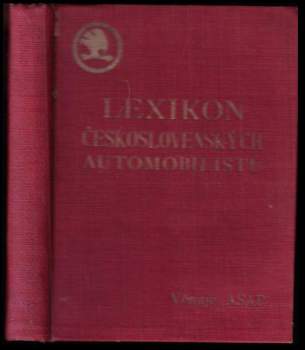 LEXIKON
ČESKOSLOVENSKÝCH
AUTOMOBILISTŮ
Věnuje ASAP.